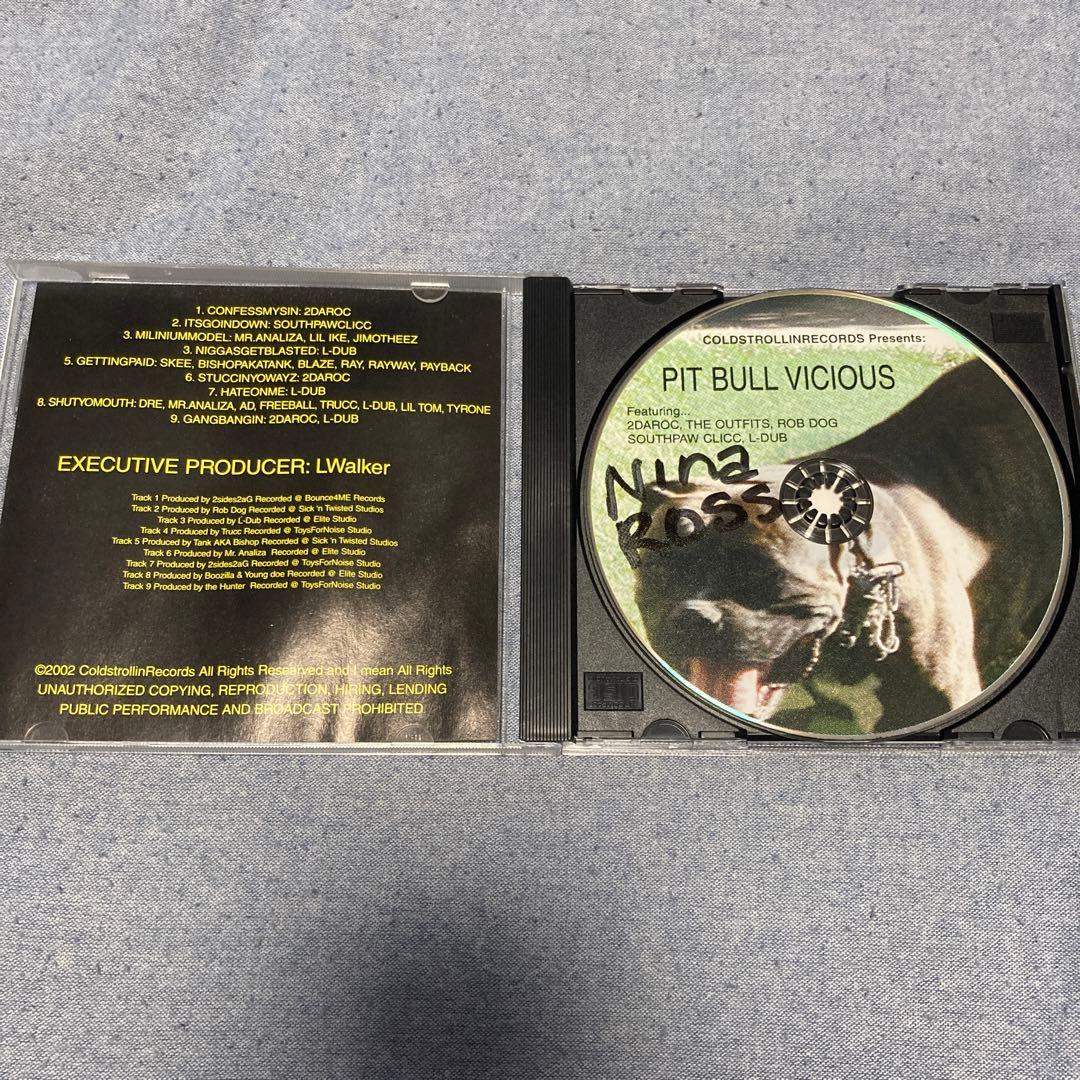 1. CONFESSMYSIN: 2DAROC
2. ITSGOINDOWN: SOUTHPAWCLICC
3. MILINIUMMODEL: MR.ANALIZA, LIL IKE, JIMOTHEEZ
3. NIGGASGETBLASTED: L-DUB
5. GETTINGPAID: SKEE, BISHOPAKATANK, BLAZE, RAY, RAYWAY, PAYBACK
6. STUCCINYOWAYZ: 2DAROC
7. HATEONME: L-DUB
8. SHUTYOMOUTH: DRE, MR.ANALIZA, AD, FREEBALL, TRUCC, L-DUB, LIL TOM, TYRONE
9. GANGBANGIN: 2DAROC, L-DUB
EXECUTIVE PRODUCER: LWalker
Track 1 Produced by 2sides2aG Recorded @ Bounce4ME Records
Track 2 Produced by Rob Dog Recorded @ Sick 'n Twisted Studios
Track 3 Produced by L-Dub Recorded @ Elite Studio
Track 4 Produced by Trucc Recorded @ ToysForNoise Studio
Track 5 Produced by Tank AKA Bishop Recorded @ Sick 'n Twisted Studios
Track 6 Produced by Mr. Analiza Recorded @ Elite Studio
Track 7 Produced by 2sides2aG Recorded @ ToysForNoise Studio
Track 8 Produced by Boozilla & Young doe Recorded @ Elite Studio
Track 9 Produced by the Hunter Recorded @ ToysForNoise Studio
©2002 ColdstrollinRecords All Rights Researved and I mean All Rights
UNAUTHORIZED COPYING, REPRODUCTION, HIRING, LENDING
PUBLIC PERFORMANCE AND BROADCAST PROHIBITED
COLDSTROLLINRECORDS Presents:
PIT BULL VICIOUS
Featuring...
2DAROC, THE OUTFITS, ROB DOG
SOUTHPAW CLICC, L-DUB
Nina
Ross